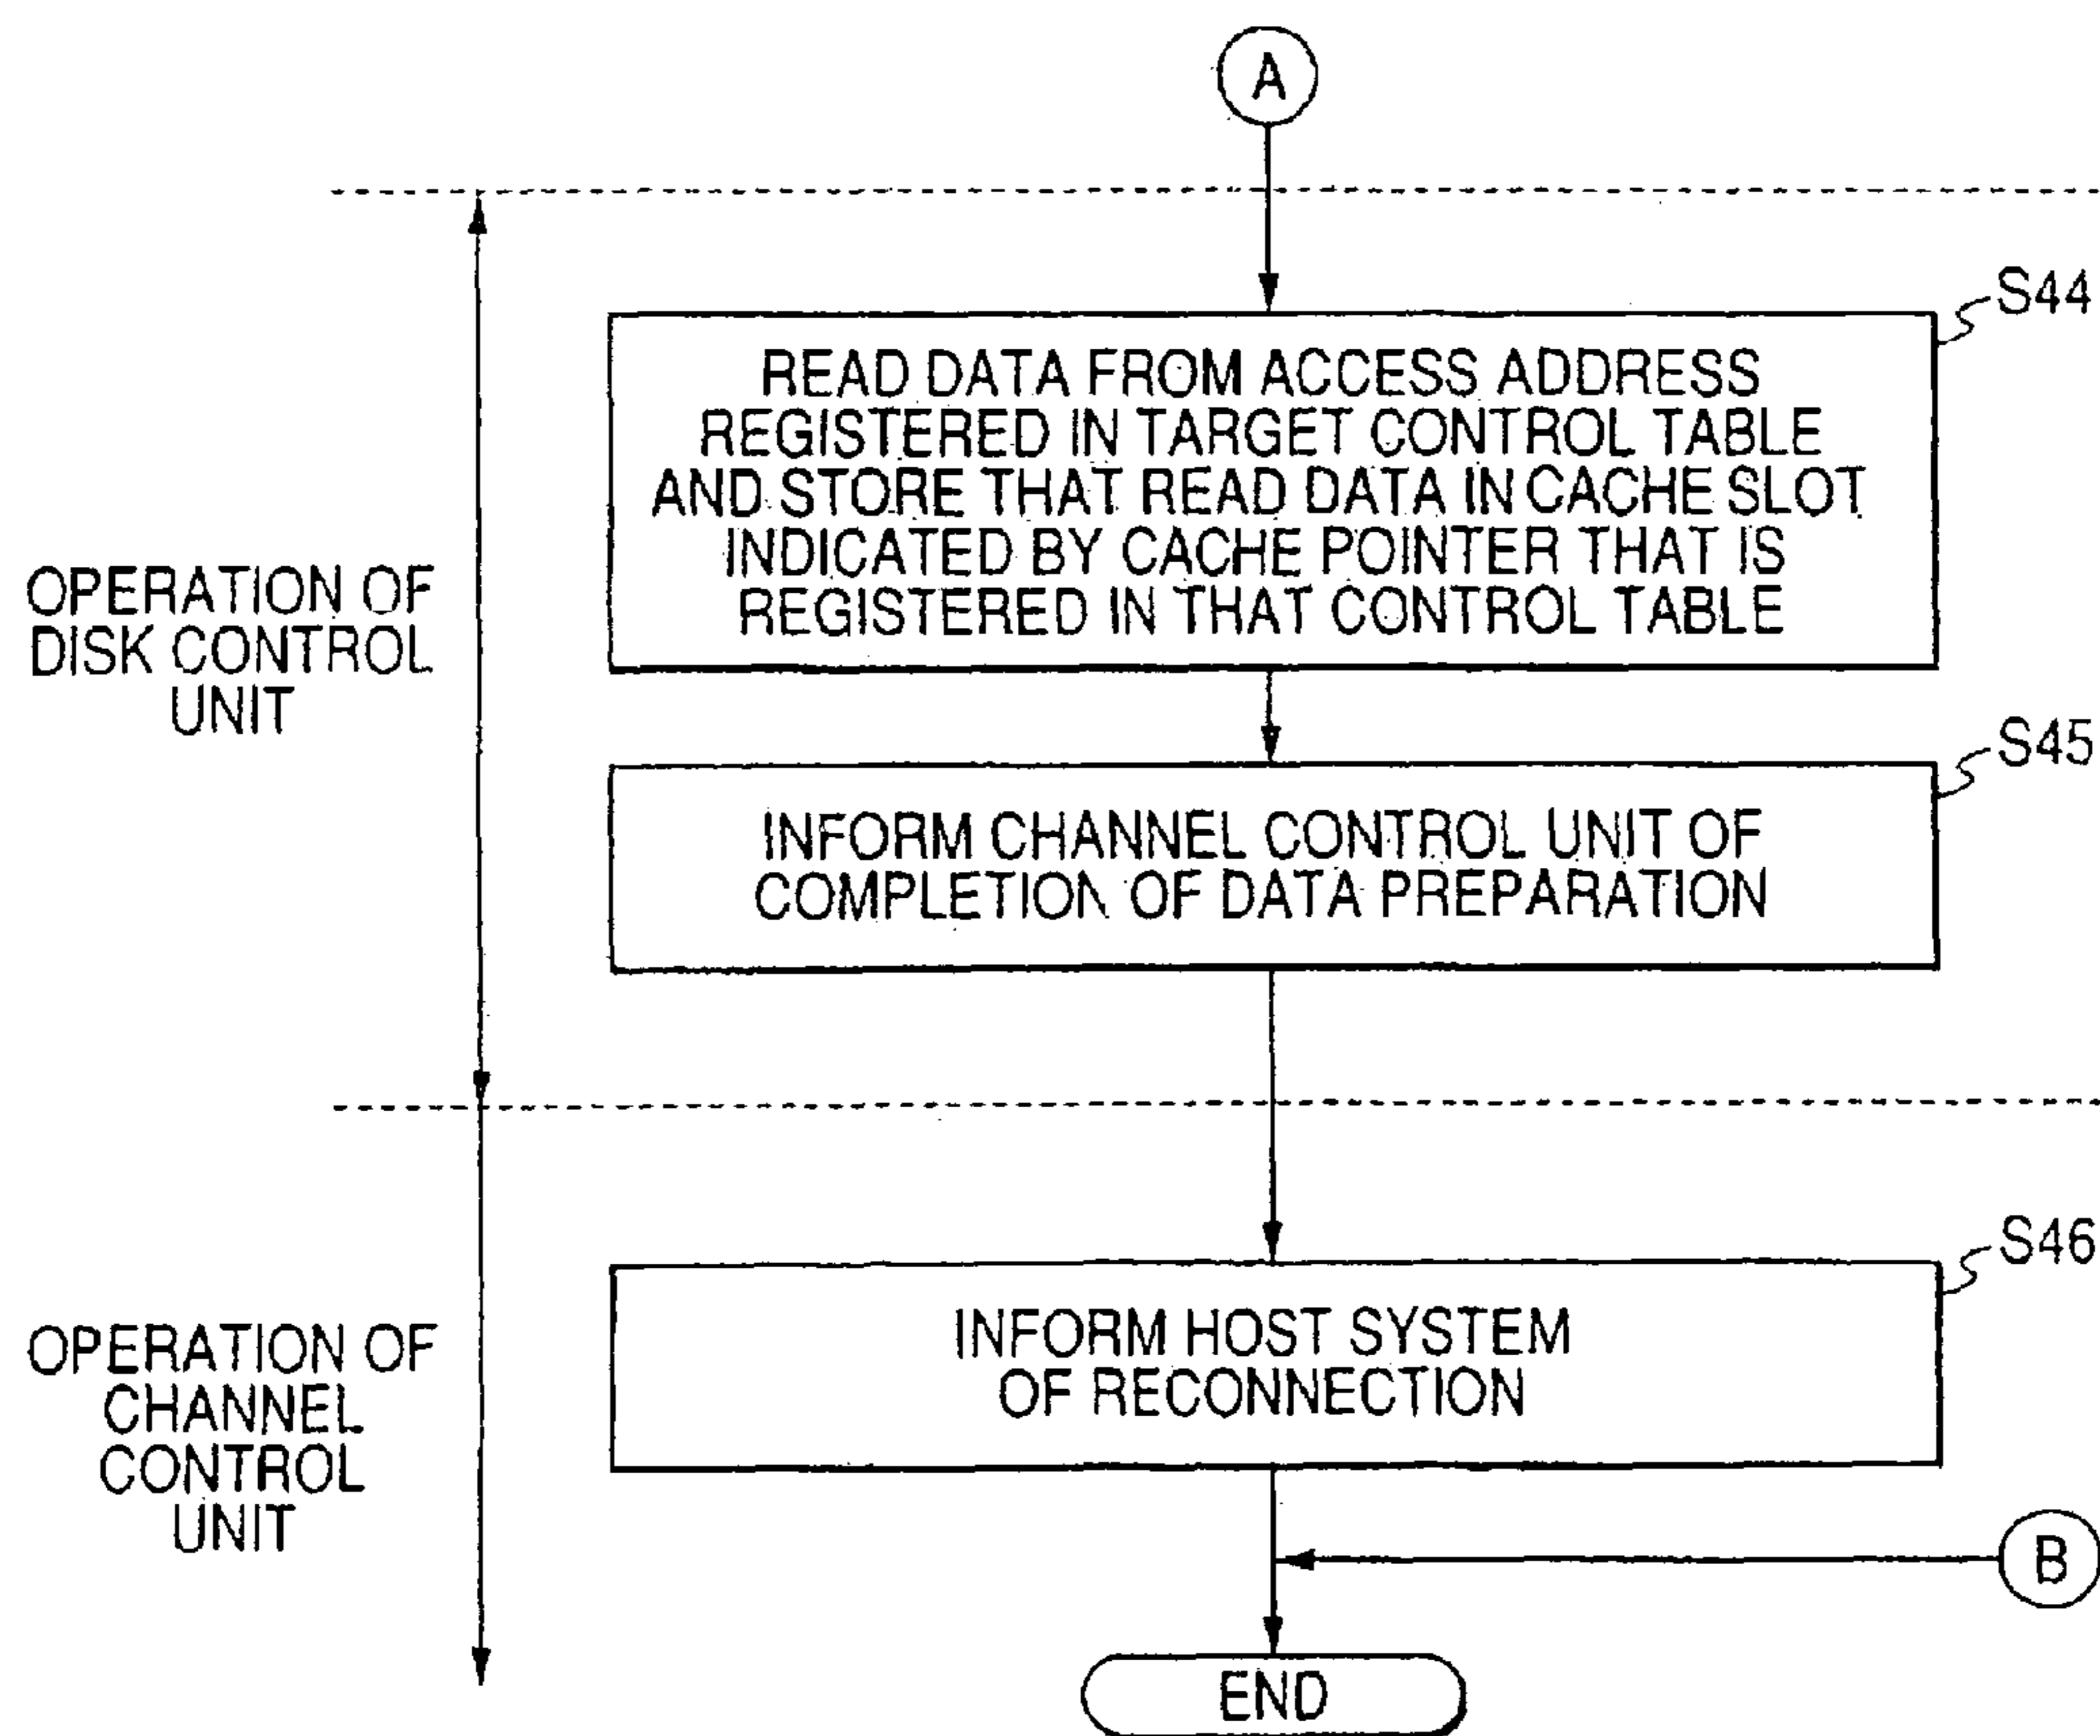 A
S44
READ DATA FROM ACCESS ADDRESS
REGISTERED IN TARGET CONTROL TABLE
AND STORE THAT READ DATA IN CACHE SLOT
INDICATED BY CACHE POINTER THAT IS
REGISTERED IN THAT CONTROL TABLE
OPERATION OF
DISK CONTROL
UNIT
S45
INFORM CHANNEL CONTROL UNIT OF
COMPLETION OF DATA PREPARATION
S46
INFORM HOST SYSTEM
OF RECONNECTION
OPERATION OF
CHANNEL
CONTROL
UNIT
B
END